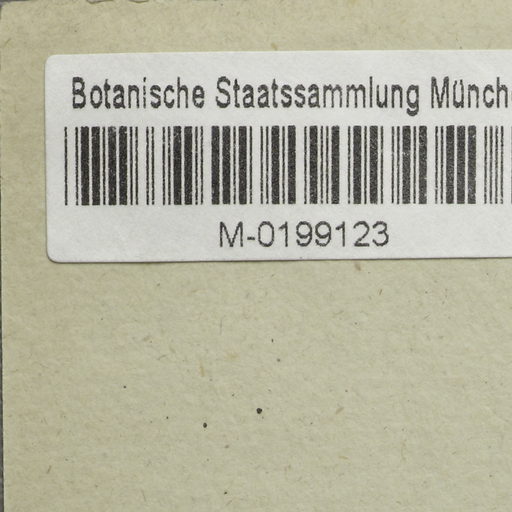 Botanische Staatssammlung Münch
M-0199123